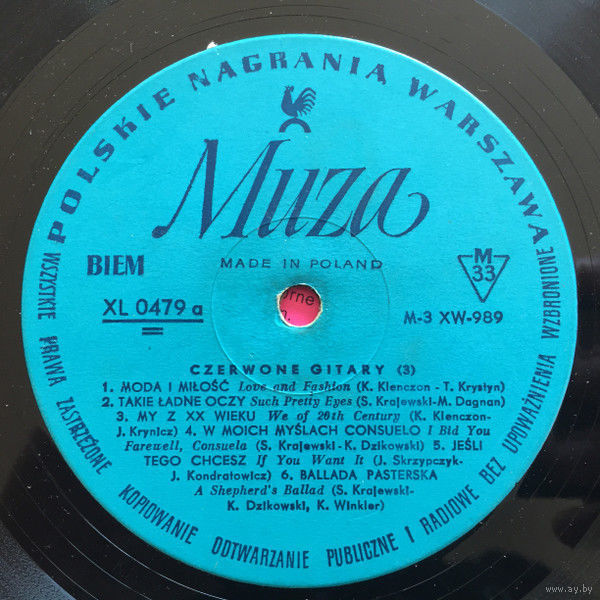 POLSKIE NAGRANIA WARSZAWA
Muza
BIEM
MADE IN POLAND
M
33
XL 0479 a
M-3 XW-989
CZERWONE GITARY (3)
1. MODA I MIŁOŚĆ Love and Fashion (K. Klenczon - T. Krystyn)
2. TAKIE ŁADNE OCZY Such Pretty Eyes (S. Krajewski-M. Dagnan)
3. MY Z XX WIEKU We of 20th Century (K. Klenczon-
J. Krynicz) 4. W MOICH MYŚLACH CONSUELO I Bid You
Farewell, Consuela (S. Krajewski-K. Dzikowski) 5. JEŚLI
TEGO CHCESZ If You Want It (J. Skrzypczyk-
J. Kondratowicz) 6. BALLADA PASTERSKA
A Shepherd's Ballad (S. Krajewski-
K. Dzikowski, K. Winkler)
WSZYSTKIE PRAWA ZASTRZEŻONE KOPIOWANIE ODTWARZANIE PUBLICZNE I RADIOWE BEZ UPOWAŻNIENIA WZBRONIONE
www.ay.by